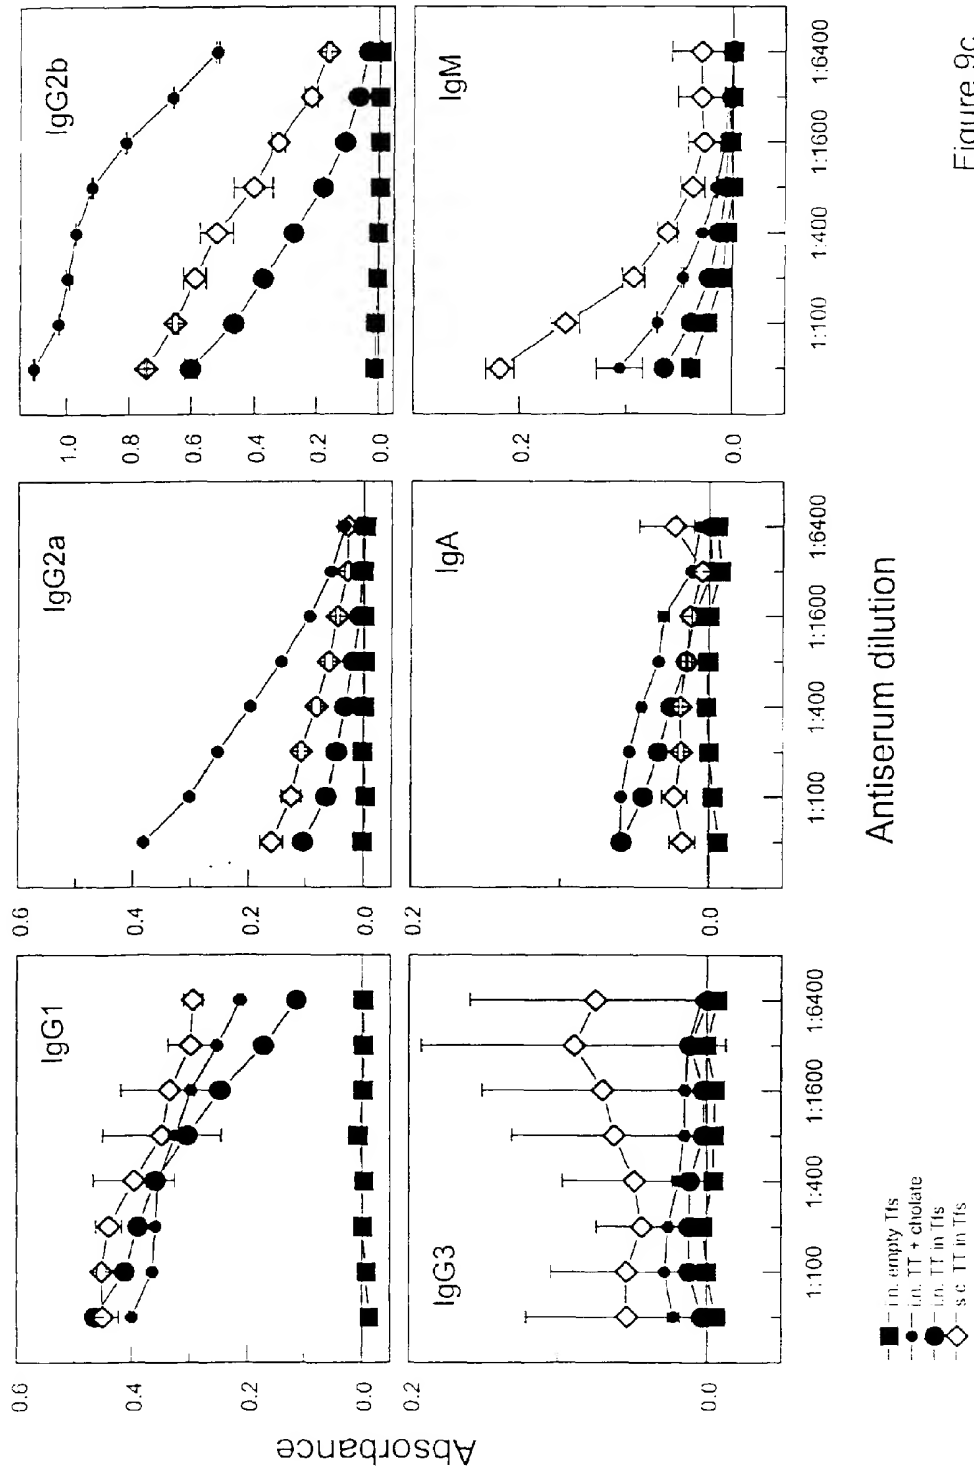 Absorbance
IgG1
0.6
0.4
0.2
0.0
IgG2a
0.6
0.4
0.2
0.0
IgG2b
1.0
0.8
0.6
0.4
0.2
0.0
IgG3
0.2
0.0
1:100
1:400
1:1600
1:6400
IgA
0.2
0.0
1:100
1:400
1:1600
1:6400
IgM
0.2
0.0
1:100
1:400
1:1600
1:6400
Antiserum dilution
i.n. empty Tfs
i.n. TT + cholate
i.n. TT in Tfs
s.c. TT in Tfs
Figure 9c